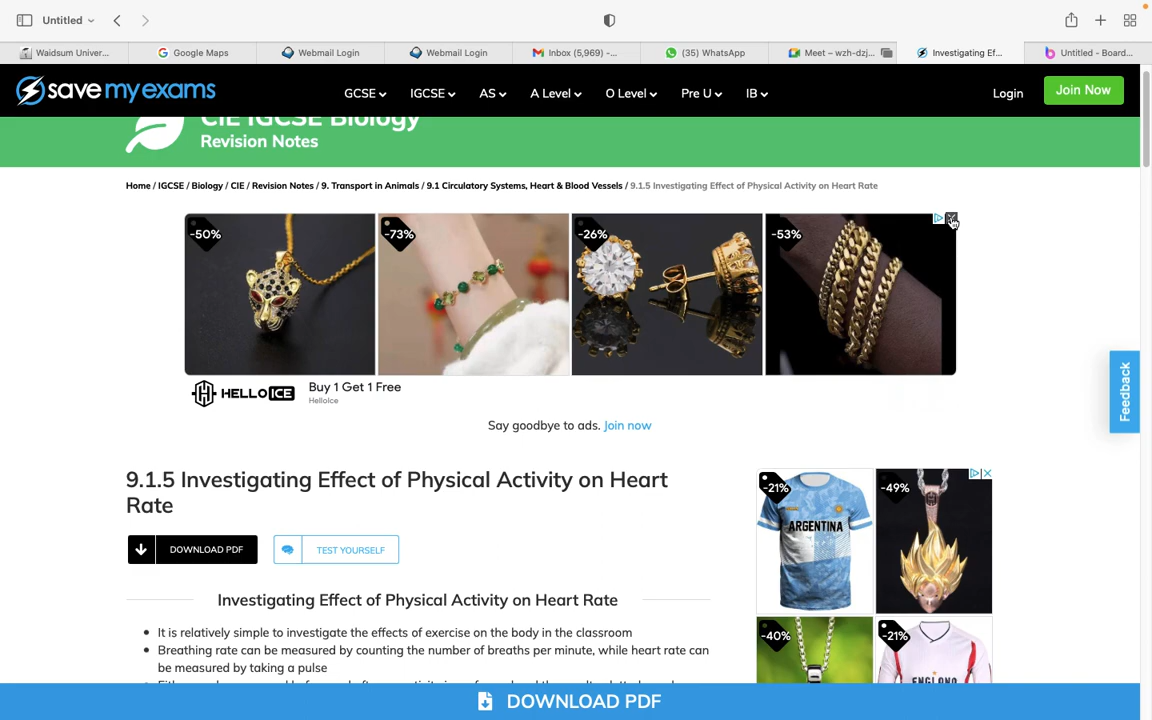 Untitled
Waidsum Univer...
Google Maps
Webmail Login
Webmail Login
Inbox (5,969) -...
(35) WhatsApp
Meet – wzh-dzj...
Investigating Ef...
Untitled - Board...
save my exams
GCSE
IGCSE
AS
A Level
O Level
Pre U
IB
Login
Join Now
CIE IGCSE Biology
Revision Notes
Home / IGCSE / Biology / CIE / Revision Notes / 9. Transport in Animals / 9.1 Circulatory Systems, Heart & Blood Vessels / 9.1.5 Investigating Effect of Physical Activity on Heart Rate
-50%
-73%
-26%
-53%
HELLOICE
Buy 1 Get 1 Free
HelloIce
Say goodbye to ads. Join now
Feedback
9.1.5 Investigating Effect of Physical Activity on Heart
Rate
DOWNLOAD PDF
TEST YOURSELF
-21%
ARGENTINA
-49%
-40%
-21%
ENGLAND
Investigating Effect of Physical Activity on Heart Rate
It is relatively simple to investigate the effects of exercise on the body in the classroom
Breathing rate can be measured by counting the number of breaths per minute, while heart rate can
be measured by taking a pulse
DOWNLOAD PDF